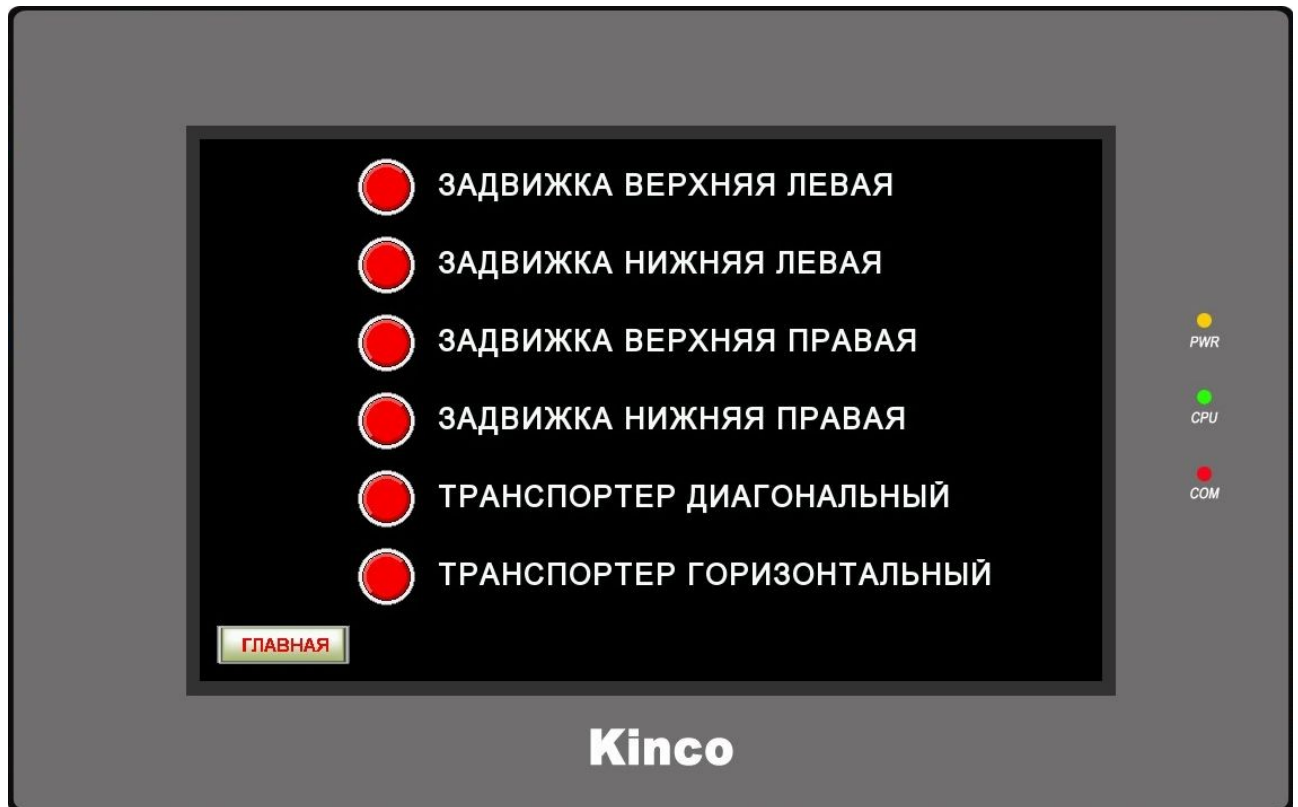 ЗАДВИЖКА ВЕРХНЯЯ ЛЕВАЯ
ЗАДВИЖКА НИЖНЯЯ ЛЕВАЯ
ЗАДВИЖКА ВЕРХНЯЯ ПРАВАЯ
ЗАДВИЖКА НИЖНЯЯ ПРАВАЯ
ТРАНСПОРТЕР ДИАГОНАЛЬНЫЙ
ТРАНСПОРТЕР ГОРИЗОНТАЛЬНЫЙ
ГЛАВНАЯ
PWR
CPU
COM
Kinco